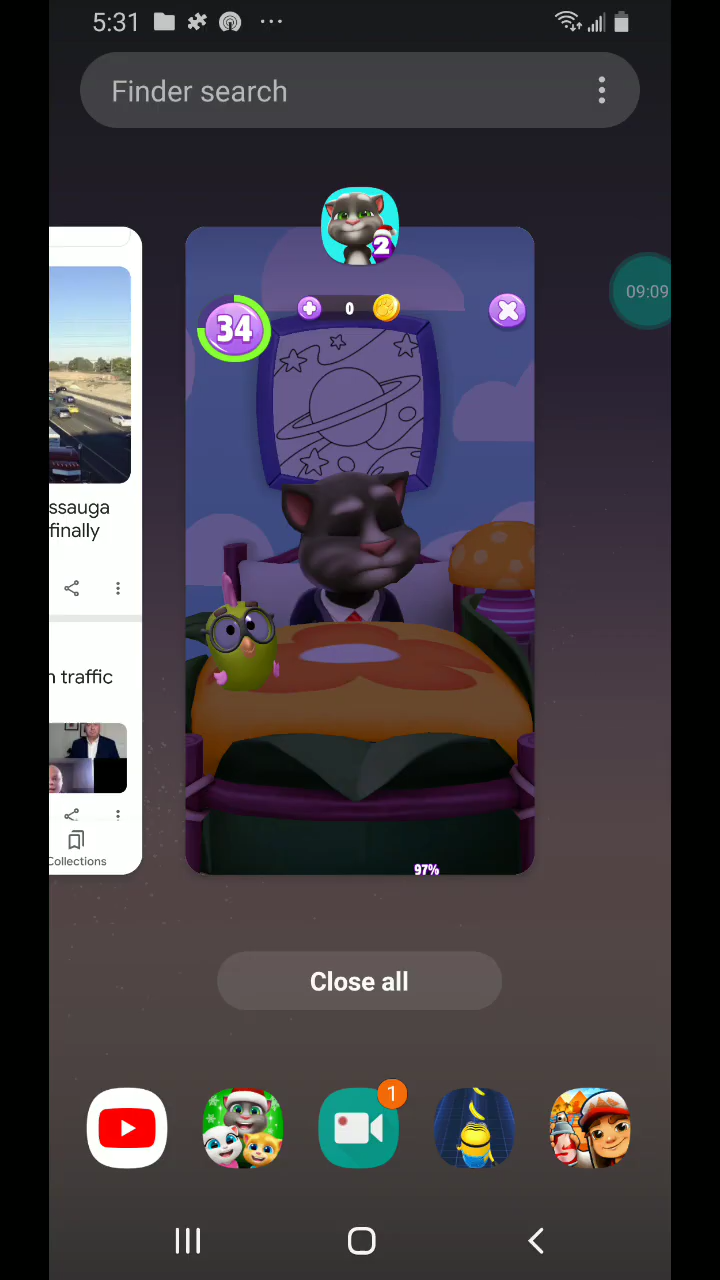 5:31
Finder search
2
09:09
34
0
ssauga
finally
n traffic
Collections
97%
Close all
1